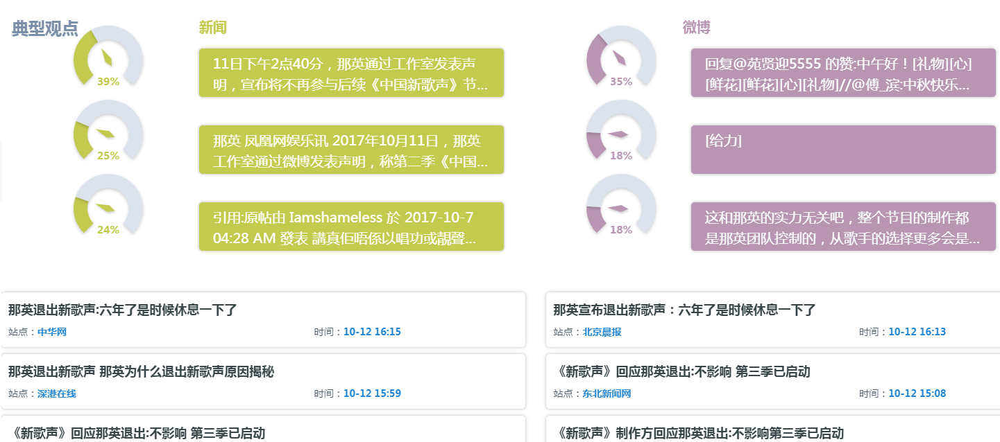 典型观点
新闻
39%
11日下午2点40分，那英通过工作室发表声
明，宣布将不再参与后续《中国新歌声》节...
25%
那英 凤凰网娱乐讯 2017年10月11日，那英
工作室通过微博发表声明，称第二季《中国...
24%
引用:原帖由 Iamshameless 於 2017-10-7
04:28 AM 發表 講真佢唔係以唱功或靚聲...
微博
35%
回复@苑贤迎5555 的赞:中午好！[礼物][心]
[鲜花][鲜花][心][礼物]//@傅_滨:中秋快乐...
18%
[给力]
18%
这和那英的实力无关吧，整个节目的制作都
是那英团队控制的，从歌手的选择更多会是...
那英退出新歌声:六年了是时候休息一下了
站点：中华网 时间：10-12 16:15
那英宣布退出新歌声：六年了是时候休息一下了
站点：北京晨报 时间：10-12 16:13
那英退出新歌声 那英为什么退出新歌声原因揭秘
站点：深港在线 时间：10-12 15:59
《新歌声》回应那英退出:不影响 第三季已启动
站点：东北新闻网 时间：10-12 15:08
《新歌声》回应那英退出:不影响 第三季已启动
《新歌声》制作方回应那英退出:不影响第三季已启动